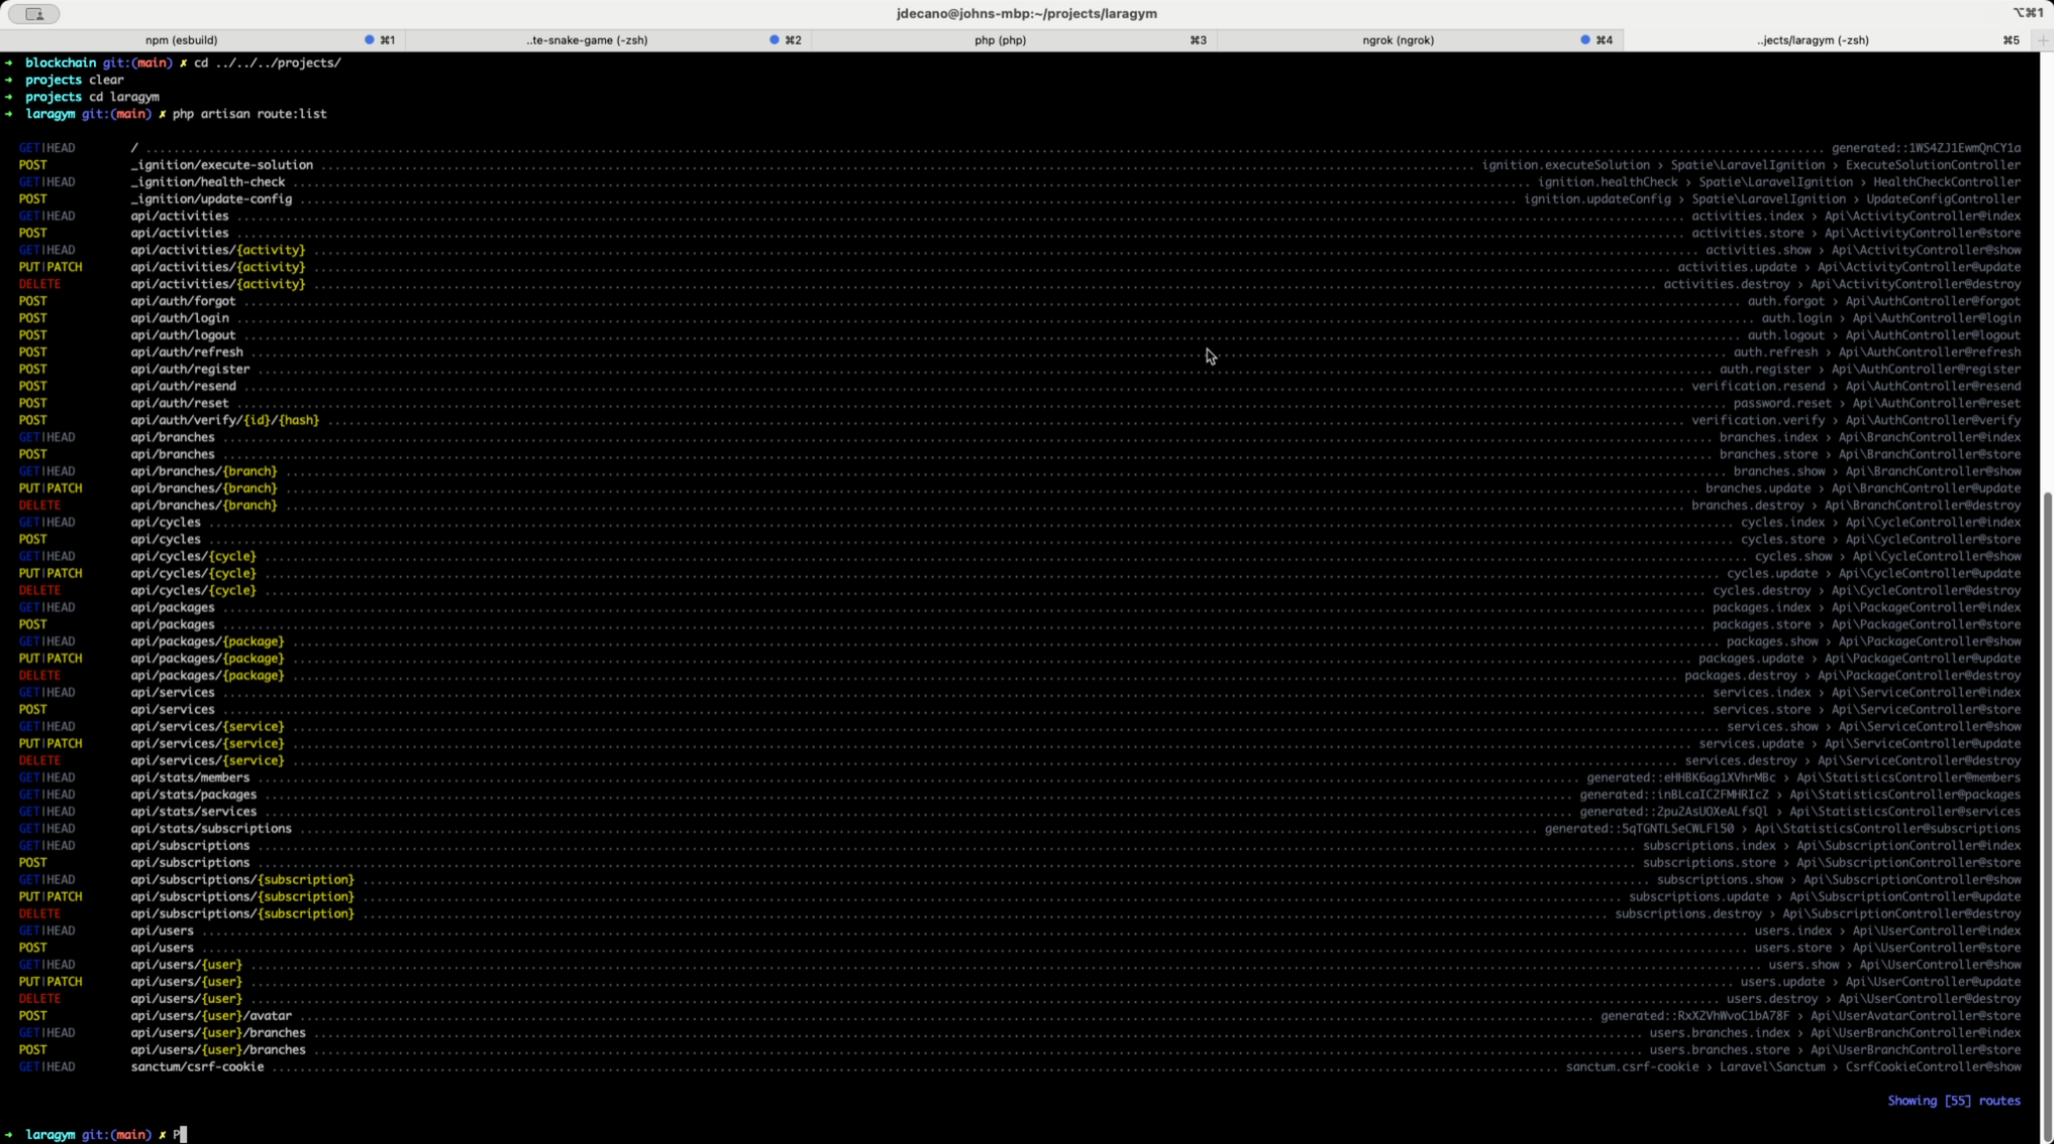 jdecano@johns-mbp:~/projects/laragym
⌥⌘1
npm (esbuild) ⌘1 ..te-snake-game (-zsh) ⌘2 php (php) ⌘3 ngrok (ngrok) ⌘4 ..jects/laragym (-zsh) ⌘5
➜ blockchain git:(main) ✗ cd ../../../projects/
➜ projects clear
➜ projects cd laragym
➜ laragym git:(main) ✗ php artisan route:list
GET|HEAD / generated::1WS4ZJ1EwmQnCY1a
POST _ignition/execute-solution ignition.executeSolution › Spatie\LaravelIgnition › ExecuteSolutionController
GET|HEAD _ignition/health-check ignition.healthCheck › Spatie\LaravelIgnition › HealthCheckController
POST _ignition/update-config ignition.updateConfig › Spatie\LaravelIgnition › UpdateConfigController
GET|HEAD api/activities activities.index › Api\ActivityController@index
POST api/activities activities.store › Api\ActivityController@store
GET|HEAD api/activities/{activity} activities.show › Api\ActivityController@show
PUT|PATCH api/activities/{activity} activities.update › Api\ActivityController@update
DELETE api/activities/{activity} activities.destroy › Api\ActivityController@destroy
POST api/auth/forgot auth.forgot › Api\AuthController@forgot
POST api/auth/login auth.login › Api\AuthController@login
POST api/auth/logout auth.logout › Api\AuthController@logout
POST api/auth/refresh auth.refresh › Api\AuthController@refresh
POST api/auth/register auth.register › Api\AuthController@register
POST api/auth/resend verification.resend › Api\AuthController@resend
POST api/auth/reset password.reset › Api\AuthController@reset
POST api/auth/verify/{id}/{hash} verification.verify › Api\AuthController@verify
GET|HEAD api/branches branches.index › Api\BranchController@index
POST api/branches branches.store › Api\BranchController@store
GET|HEAD api/branches/{branch} branches.show › Api\BranchController@show
PUT|PATCH api/branches/{branch} branches.update › Api\BranchController@update
DELETE api/branches/{branch} branches.destroy › Api\BranchController@destroy
GET|HEAD api/cycles cycles.index › Api\CycleController@index
POST api/cycles cycles.store › Api\CycleController@store
GET|HEAD api/cycles/{cycle} cycles.show › Api\CycleController@show
PUT|PATCH api/cycles/{cycle} cycles.update › Api\CycleController@update
DELETE api/cycles/{cycle} cycles.destroy › Api\CycleController@destroy
GET|HEAD api/packages packages.index › Api\PackageController@index
POST api/packages packages.store › Api\PackageController@store
GET|HEAD api/packages/{package} packages.show › Api\PackageController@show
PUT|PATCH api/packages/{package} packages.update › Api\PackageController@update
DELETE api/packages/{package} packages.destroy › Api\PackageController@destroy
GET|HEAD api/services services.index › Api\ServiceController@index
POST api/services services.store › Api\ServiceController@store
GET|HEAD api/services/{service} services.show › Api\ServiceController@show
PUT|PATCH api/services/{service} services.update › Api\ServiceController@update
DELETE api/services/{service} services.destroy › Api\ServiceController@destroy
GET|HEAD api/stats/members generated::eHHBK6ag1XVhrMBc › Api\StatisticsController@members
GET|HEAD api/stats/packages generated::inBLcaICZFMHRIcZ › Api\StatisticsController@packages
GET|HEAD api/stats/services generated::2pu2AsUOXeALfsQl › Api\StatisticsController@services
GET|HEAD api/stats/subscriptions generated::5qTGNTLSeCWLFl50 › Api\StatisticsController@subscriptions
GET|HEAD api/subscriptions subscriptions.index › Api\SubscriptionController@index
POST api/subscriptions subscriptions.store › Api\SubscriptionController@store
GET|HEAD api/subscriptions/{subscription} subscriptions.show › Api\SubscriptionController@show
PUT|PATCH api/subscriptions/{subscription} subscriptions.update › Api\SubscriptionController@update
DELETE api/subscriptions/{subscription} subscriptions.destroy › Api\SubscriptionController@destroy
GET|HEAD api/users users.index › Api\UserController@index
POST api/users users.store › Api\UserController@store
GET|HEAD api/users/{user} users.show › Api\UserController@show
PUT|PATCH api/users/{user} users.update › Api\UserController@update
DELETE api/users/{user} users.destroy › Api\UserController@destroy
POST api/users/{user}/avatar generated::RxX2VhWvoC1bA78F › Api\UserAvatarController@store
GET|HEAD api/users/{user}/branches users.branches.index › Api\UserBranchController@index
POST api/users/{user}/branches users.branches.store › Api\UserBranchController@store
GET|HEAD sanctum/csrf-cookie sanctum.csrf-cookie › Laravel\Sanctum › CsrfCookieController@show
Showing [55] routes
➜ laragym git:(main) ✗ P